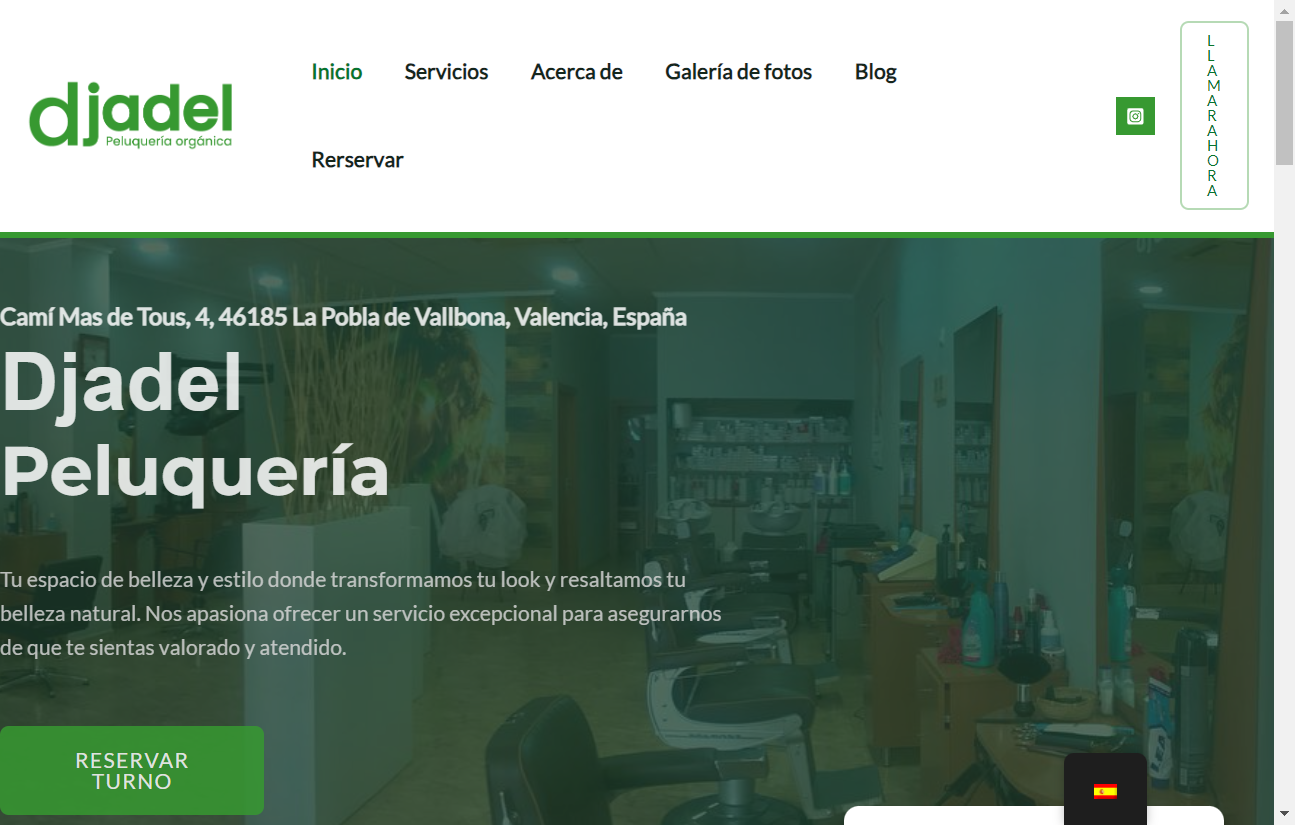 djadel
Peluquería orgánica
Inicio
Servicios
Acerca de
Galería de fotos
Blog
Rerservar
LLAMAR AHORA
Camí Mas de Tous, 4, 46185 La Pobla de Vallbona, Valencia, España
Djadel
Peluquería
Tu espacio de belleza y estilo donde transformamos tu look y resaltamos tu
belleza natural. Nos apasiona ofrecer un servicio excepcional para asegurarnos
de que te sientas valorado y atendido.
RESERVAR
TURNO